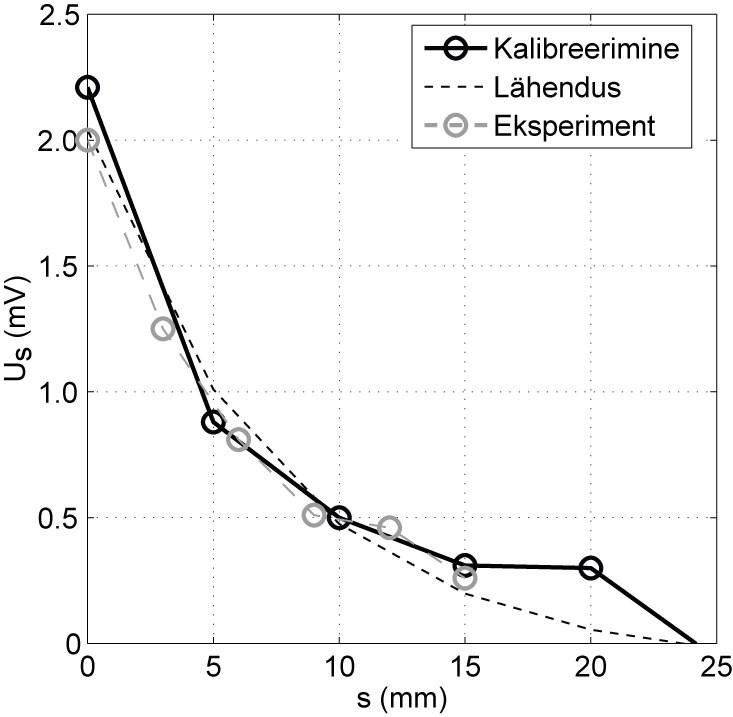 2.5
2.0
1.5
1.0
0.5
0
Us (mV)
Kalibreerimine
Lähendus
Eksperiment
0 5 10 15 20 25
s (mm)